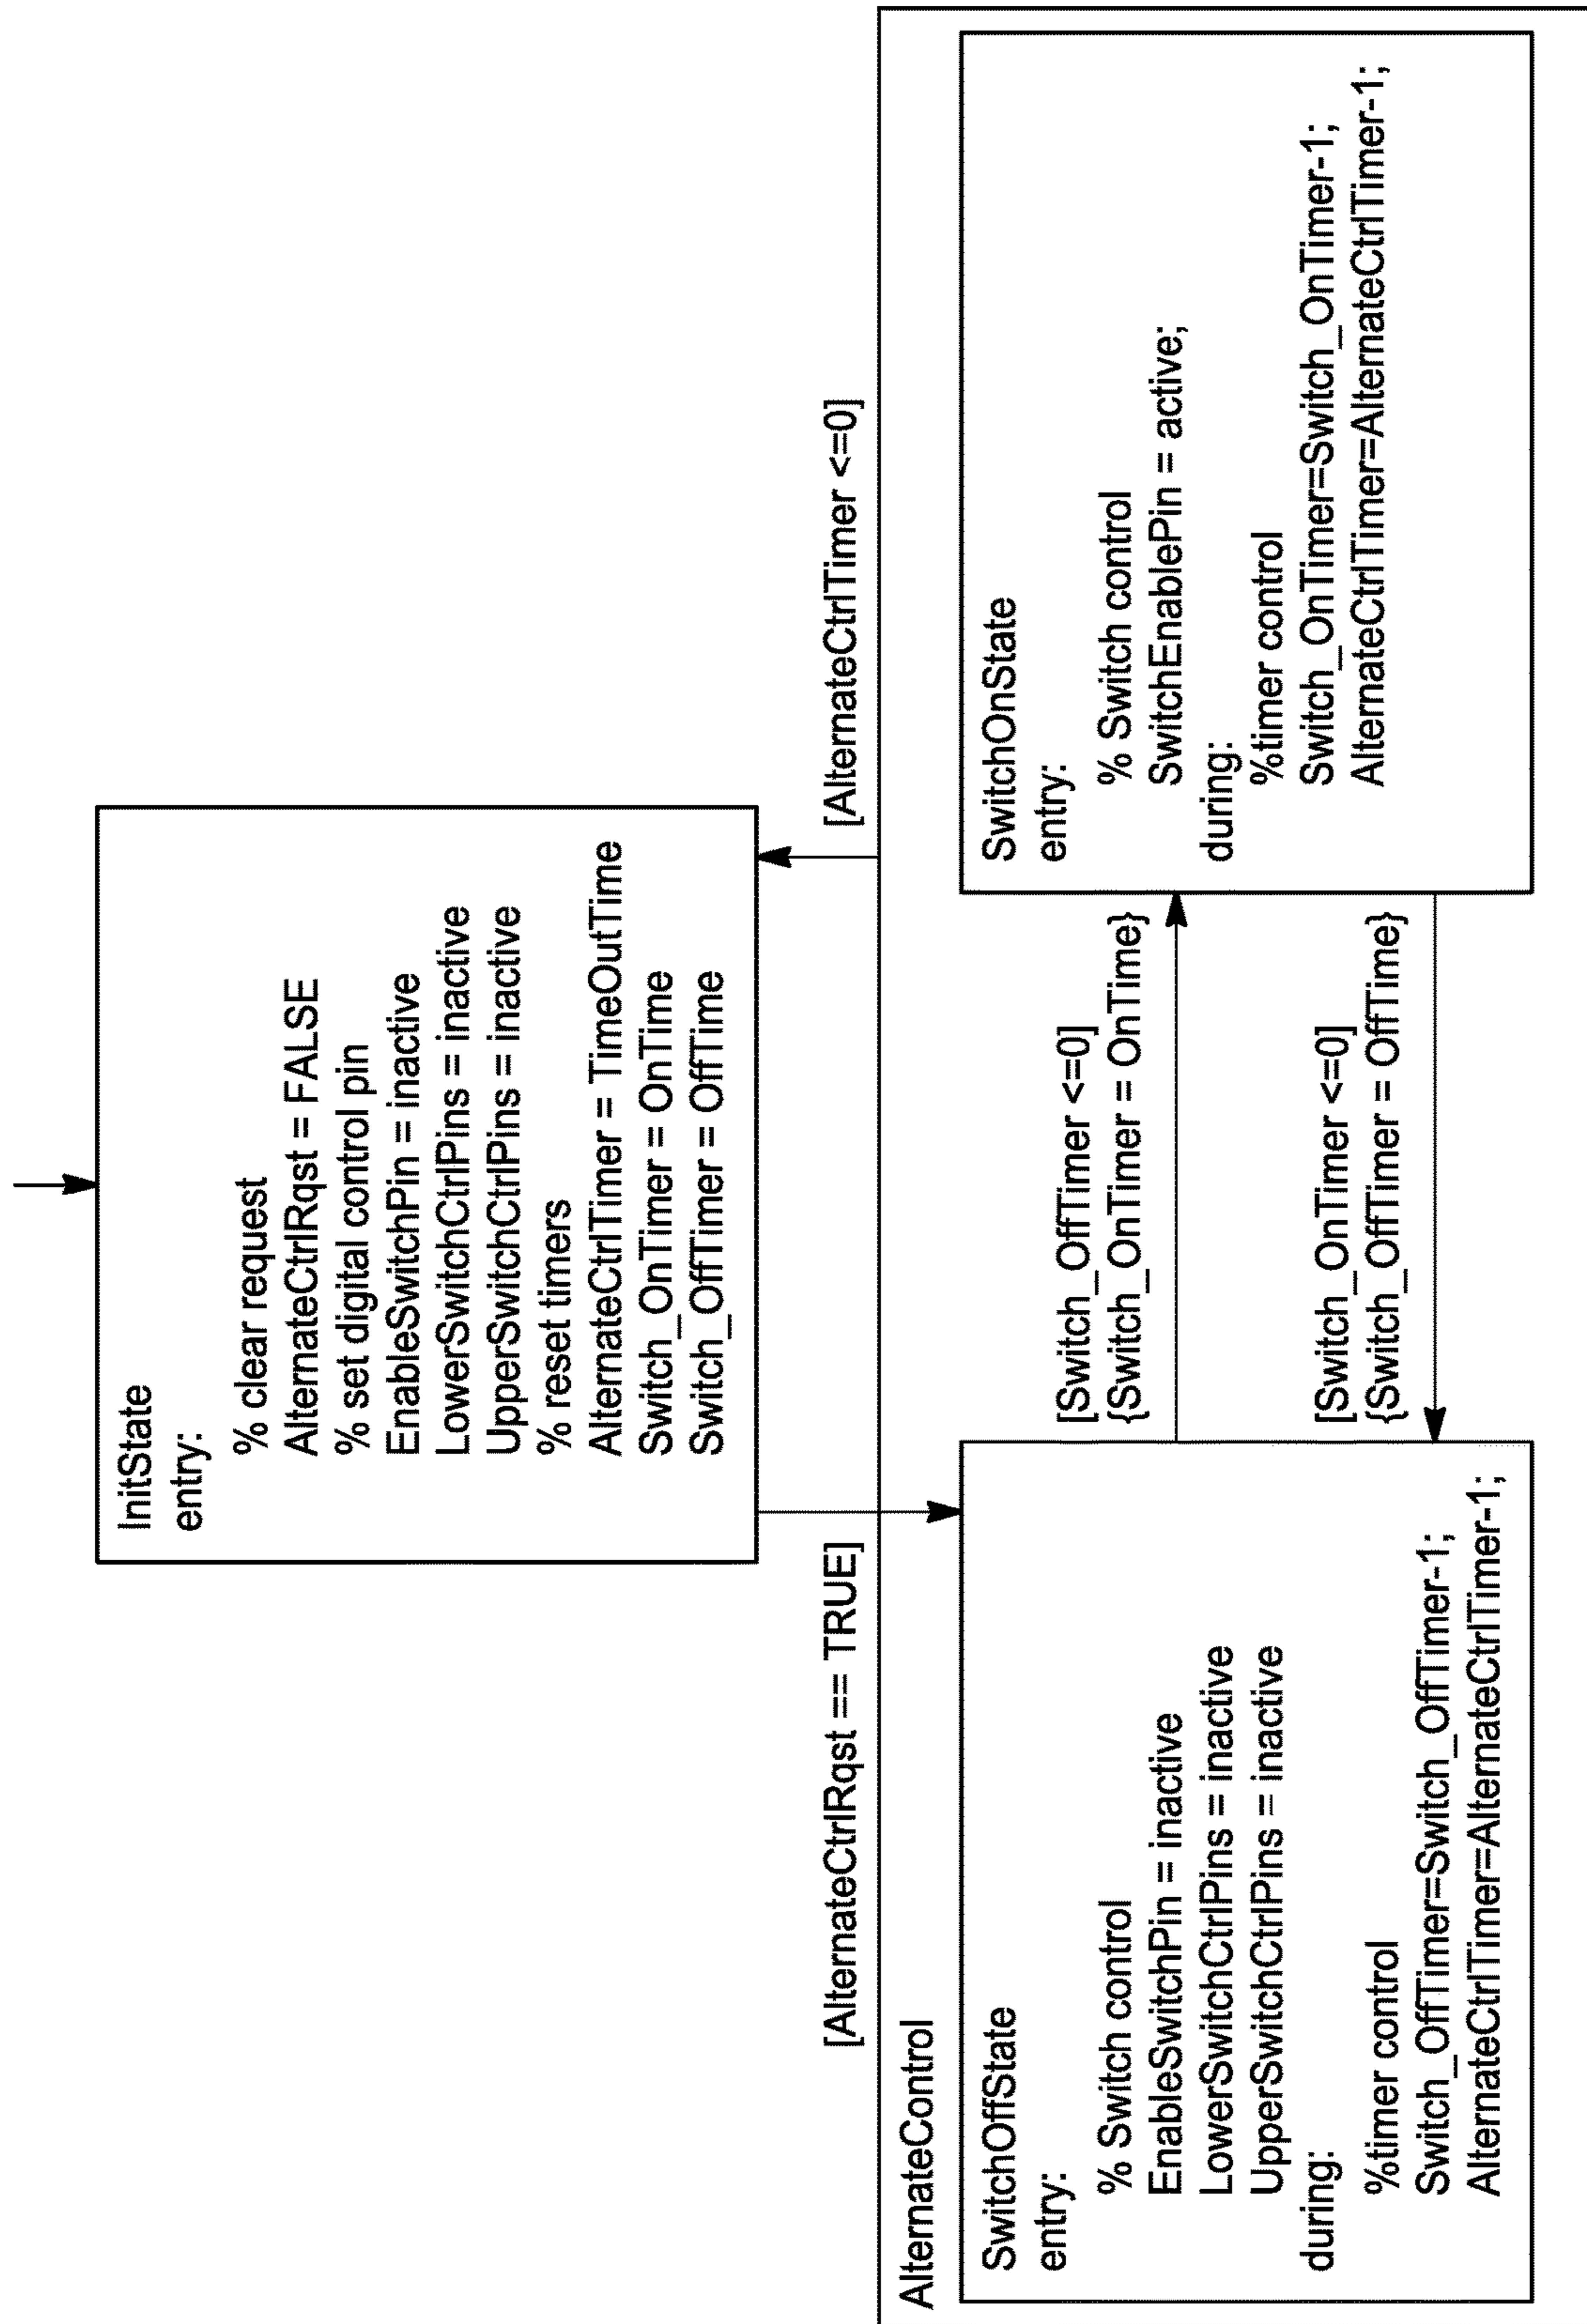 InitState
entry:
% clear request
AlternateCtrlRqst = FALSE
% set digital control pin
EnableSwitchPin = inactive
LowerSwitchCtrlPins = inactive
UpperSwitchCtrlPins = inactive
% reset timers
AlternateCtrlTimer = TimeOutTime
Switch_OnTimer = OnTime
Switch_OffTimer = OffTime
[AlternateCtrlRqst == TRUE]
[AlternateCtrlTimer <=0]
AlternateControl
SwitchOffState
entry:
% Switch control
EnableSwitchPin = inactive
LowerSwitchCtrlPins = inactive
UpperSwitchCtrlPins = inactive
during:
%timer control
Switch_OffTimer=Switch_OffTimer-1;
AlternateCtrlTimer=AlternateCtrlTimer-1;
[Switch_OffTimer <=0]
{Switch_OnTimer = OnTime}
[Switch_OnTimer <=0]
{Switch_OffTimer = OffTime}
SwitchOnState
entry:
% Switch control
SwitchEnablePin = active;
during:
%timer control
Switch_OnTimer=Switch_OnTimer-1;
AlternateCtrlTimer=AlternateCtrlTimer-1;